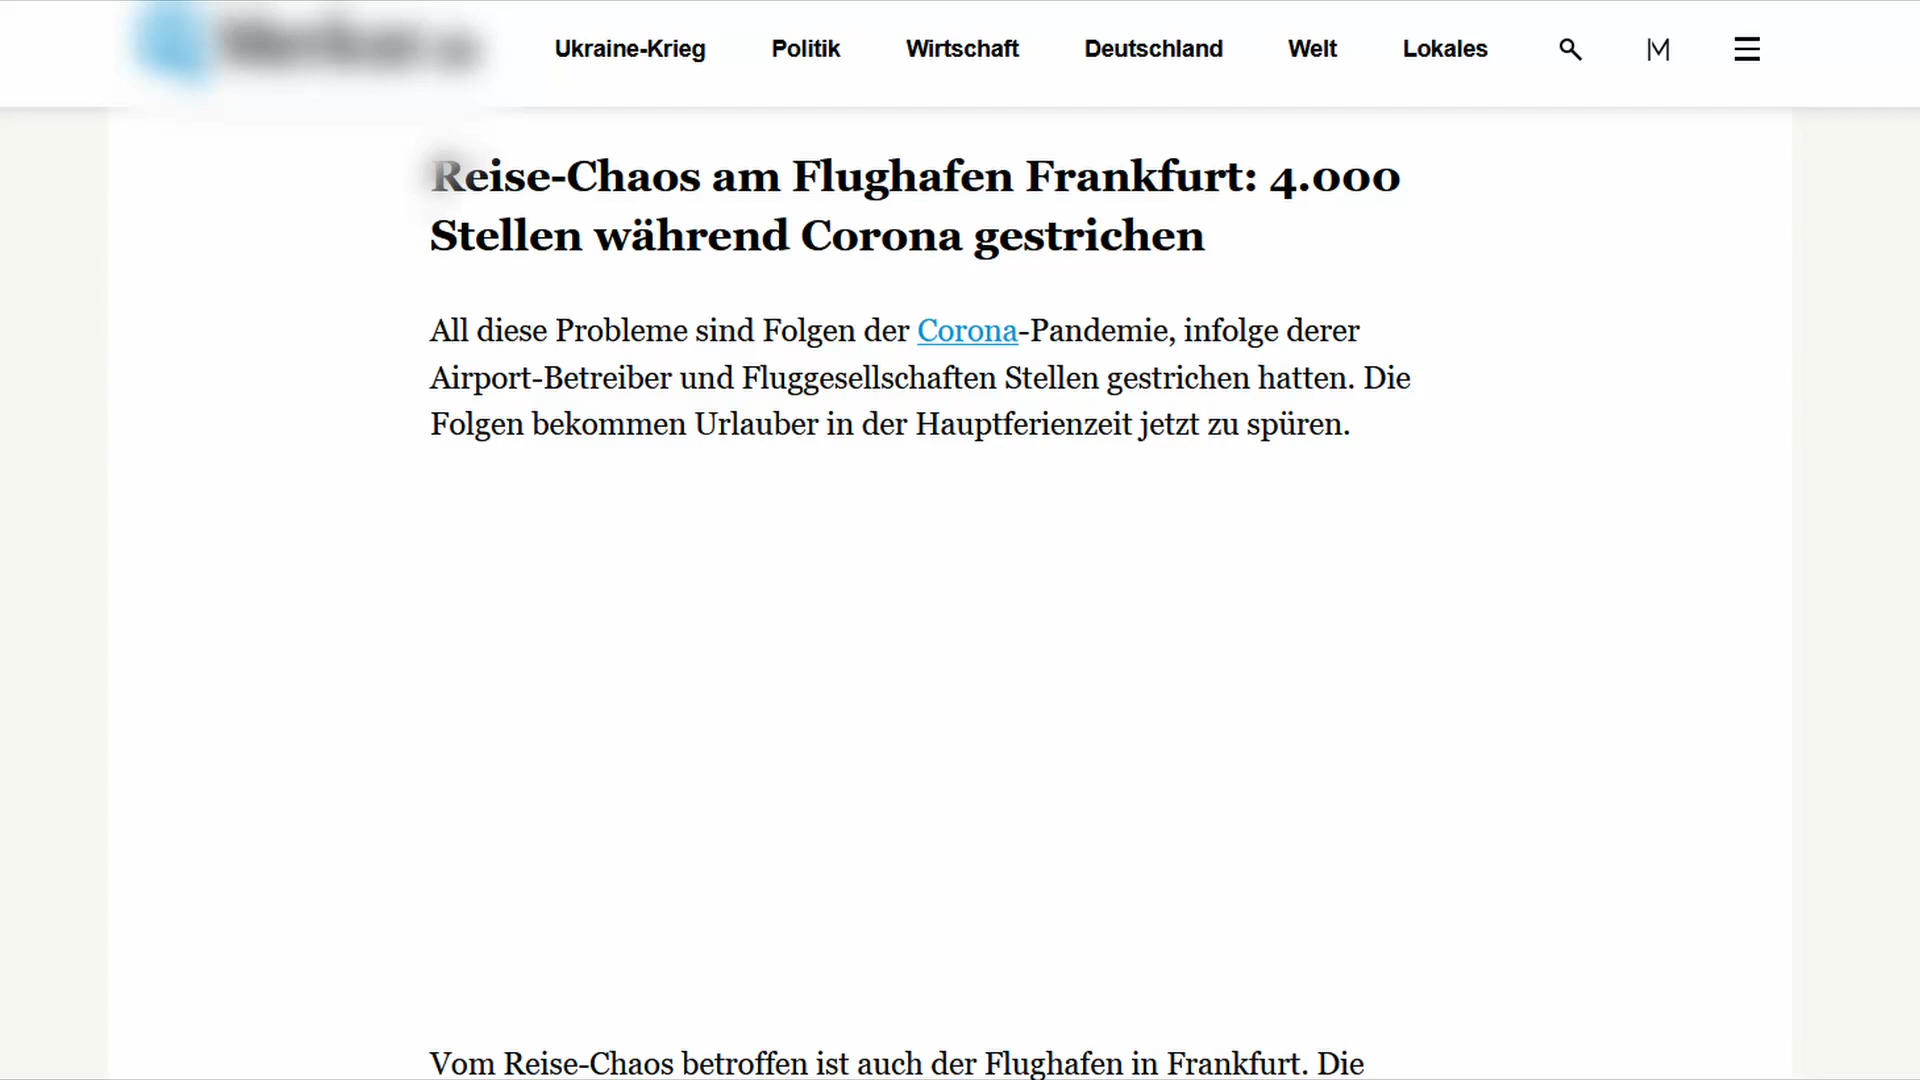 Ukraine-Krieg Politik Wirtschaft Deutschland Welt Lokales M
Reise-Chaos am Flughafen Frankfurt: 4.000
Stellen während Corona gestrichen
All diese Probleme sind Folgen der Corona-Pandemie, infolge derer
Airport-Betreiber und Fluggesellschaften Stellen gestrichen hatten. Die
Folgen bekommen Urlauber in der Hauptferienzeit jetzt zu spüren.
Vom Reise-Chaos betroffen ist auch der Flughafen in Frankfurt. Die